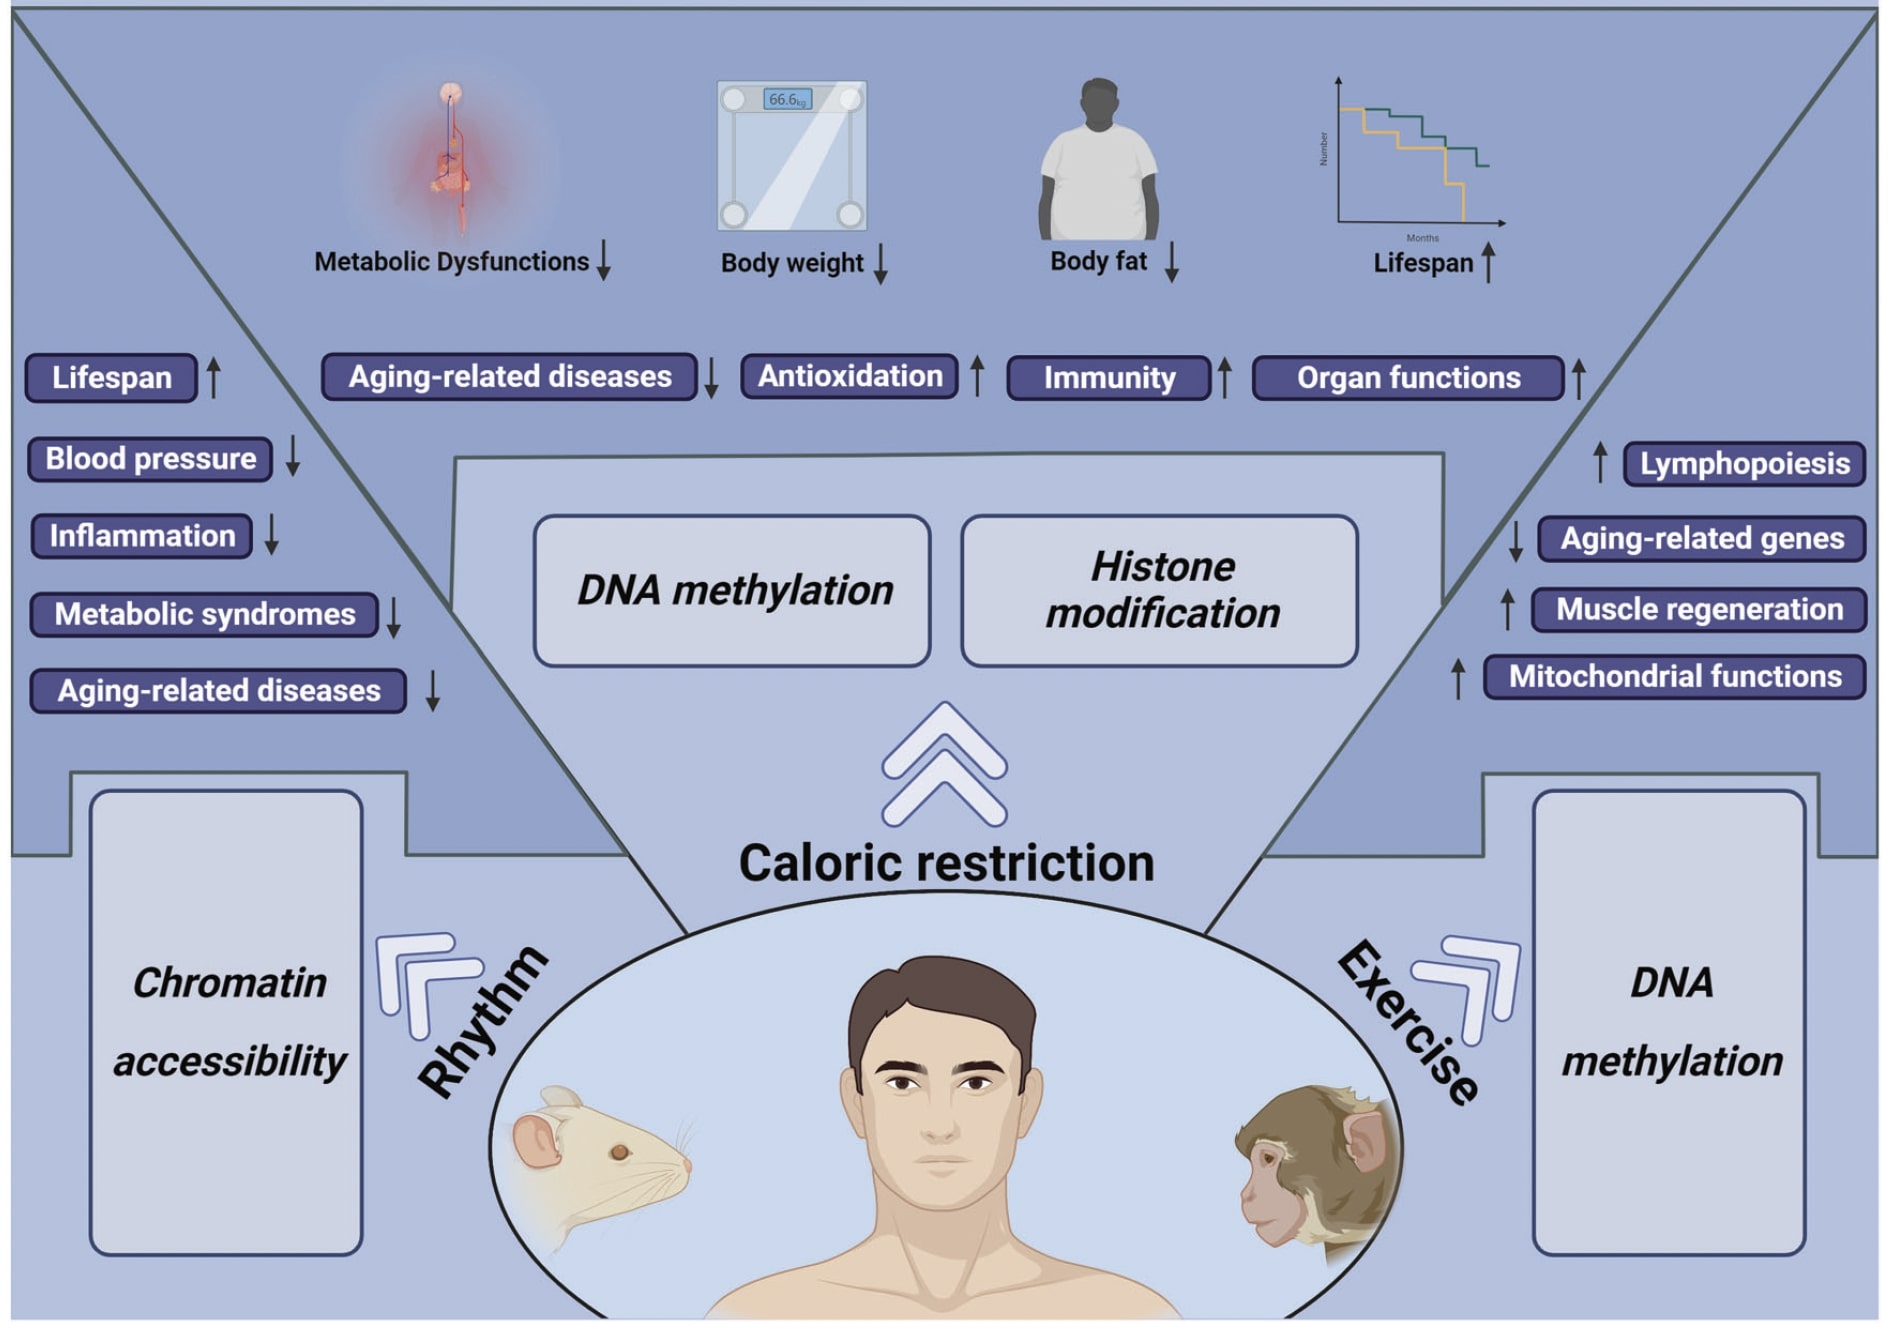 66.6kg
Number
Months
Metabolic Dysfunctions ↓
Body weight ↓
Body fat ↓
Lifespan ↑
Aging-related diseases ↓
Antioxidation ↑
Immunity ↑
Organ functions ↑
Lifespan ↑
Blood pressure ↓
Inflammation ↓
Metabolic syndromes ↓
Aging-related diseases ↓
↑ Lymphopoiesis
↓ Aging-related genes
↑ Muscle regeneration
↑ Mitochondrial functions
DNA methylation
Histone
modification
Caloric restriction
Chromatin
accessibility
Rhythm
Exercise
DNA
methylation